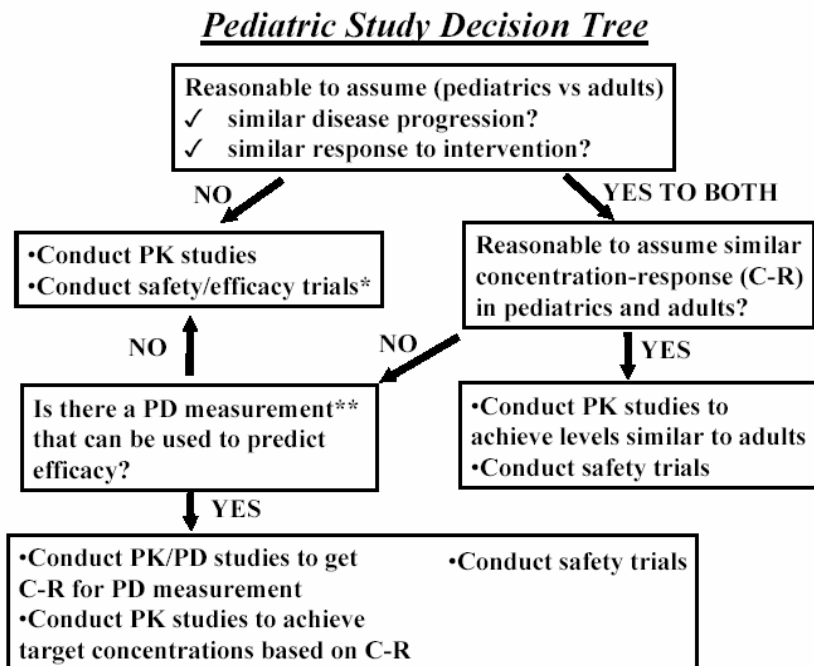 Pediatric Study Decision Tree
Reasonable to assume (pediatrics vs adults)
✓ similar disease progression?
✓ similar response to intervention?
NO
YES TO BOTH
•Conduct PK studies
•Conduct safety/efficacy trials*
Reasonable to assume similar
concentration-response (C-R)
in pediatrics and adults?
NO
NO
YES
Is there a PD measurement**
that can be used to predict
efficacy?
•Conduct PK studies to
achieve levels similar to adults
•Conduct safety trials
YES
•Conduct PK/PD studies to get
C-R for PD measurement
•Conduct PK studies to achieve
target concentrations based on C-R
•Conduct safety trials